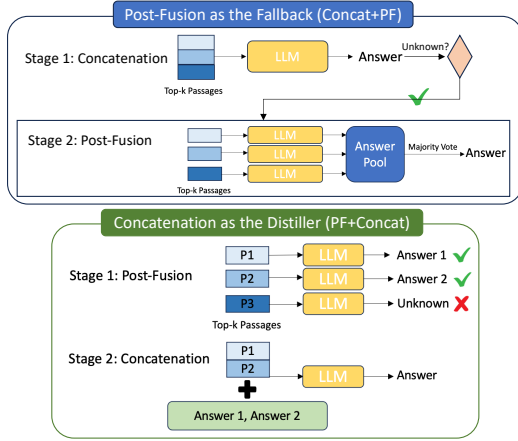 Post-Fusion as the Fallback (Concat+PF)
Stage 1: Concatenation
LLM
Answer
Unknown?
Top-k Passages
Stage 2: Post-Fusion
LLM
LLM
LLM
Answer
Pool
Majority Vote
Answer
Top-k Passages
Concatenation as the Distiller (PF+Concat)
Stage 1: Post-Fusion
P1
LLM
Answer 1
P2
LLM
Answer 2
P3
LLM
Unknown
Top-k Passages
Stage 2: Concatenation
P1
P2
LLM
Answer
Answer 1, Answer 2